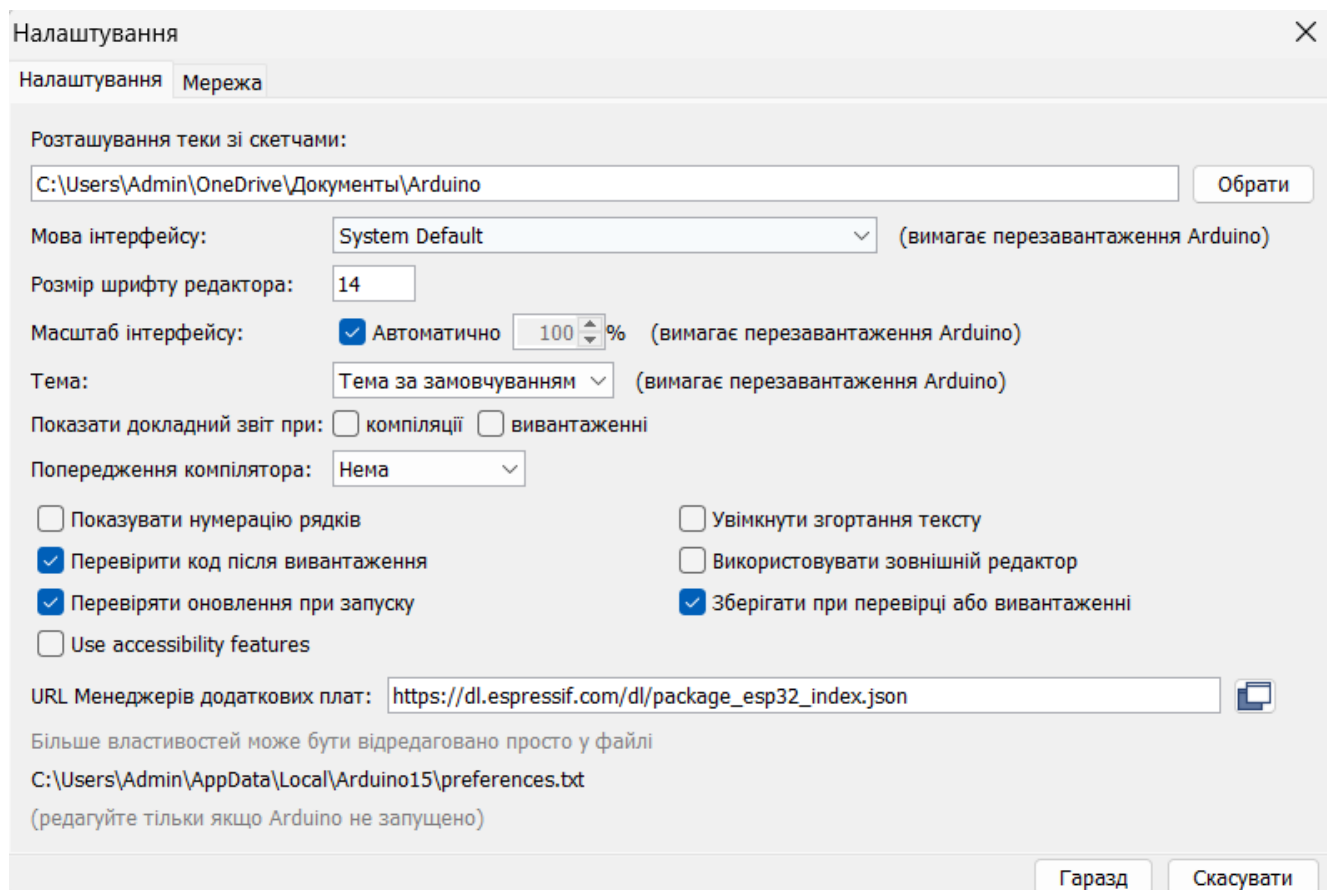 Налаштування
Налаштування Мережа
Розташування теки зі скетчами:
C:\Users\Admin\OneDrive\Документы\Arduino Обрати
Мова інтерфейсу: System Default (вимагає перезавантаження Arduino)
Розмір шрифту редактора: 14
Масштаб інтерфейсу: Автоматично 100 % (вимагає перезавантаження Arduino)
Тема: Тема за замовчуванням (вимагає перезавантаження Arduino)
Показати докладний звіт при: компіляції вивантаженні
Попередження компілятора: Нема
Показувати нумерацію рядків Увімкнути згортання тексту
Перевірити код після вивантаження Використовувати зовнішній редактор
Перевіряти оновлення при запуску Зберігати при перевірці або вивантаженні
Use accessibility features
URL Менеджерів додаткових плат: https://dl.espressif.com/dl/package_esp32_index.json
Більше властивостей може бути відредаговано просто у файлі
C:\Users\Admin\AppData\Local\Arduino15\preferences.txt
(редагуйте тільки якщо Arduino не запущено)
Гаразд Скасувати